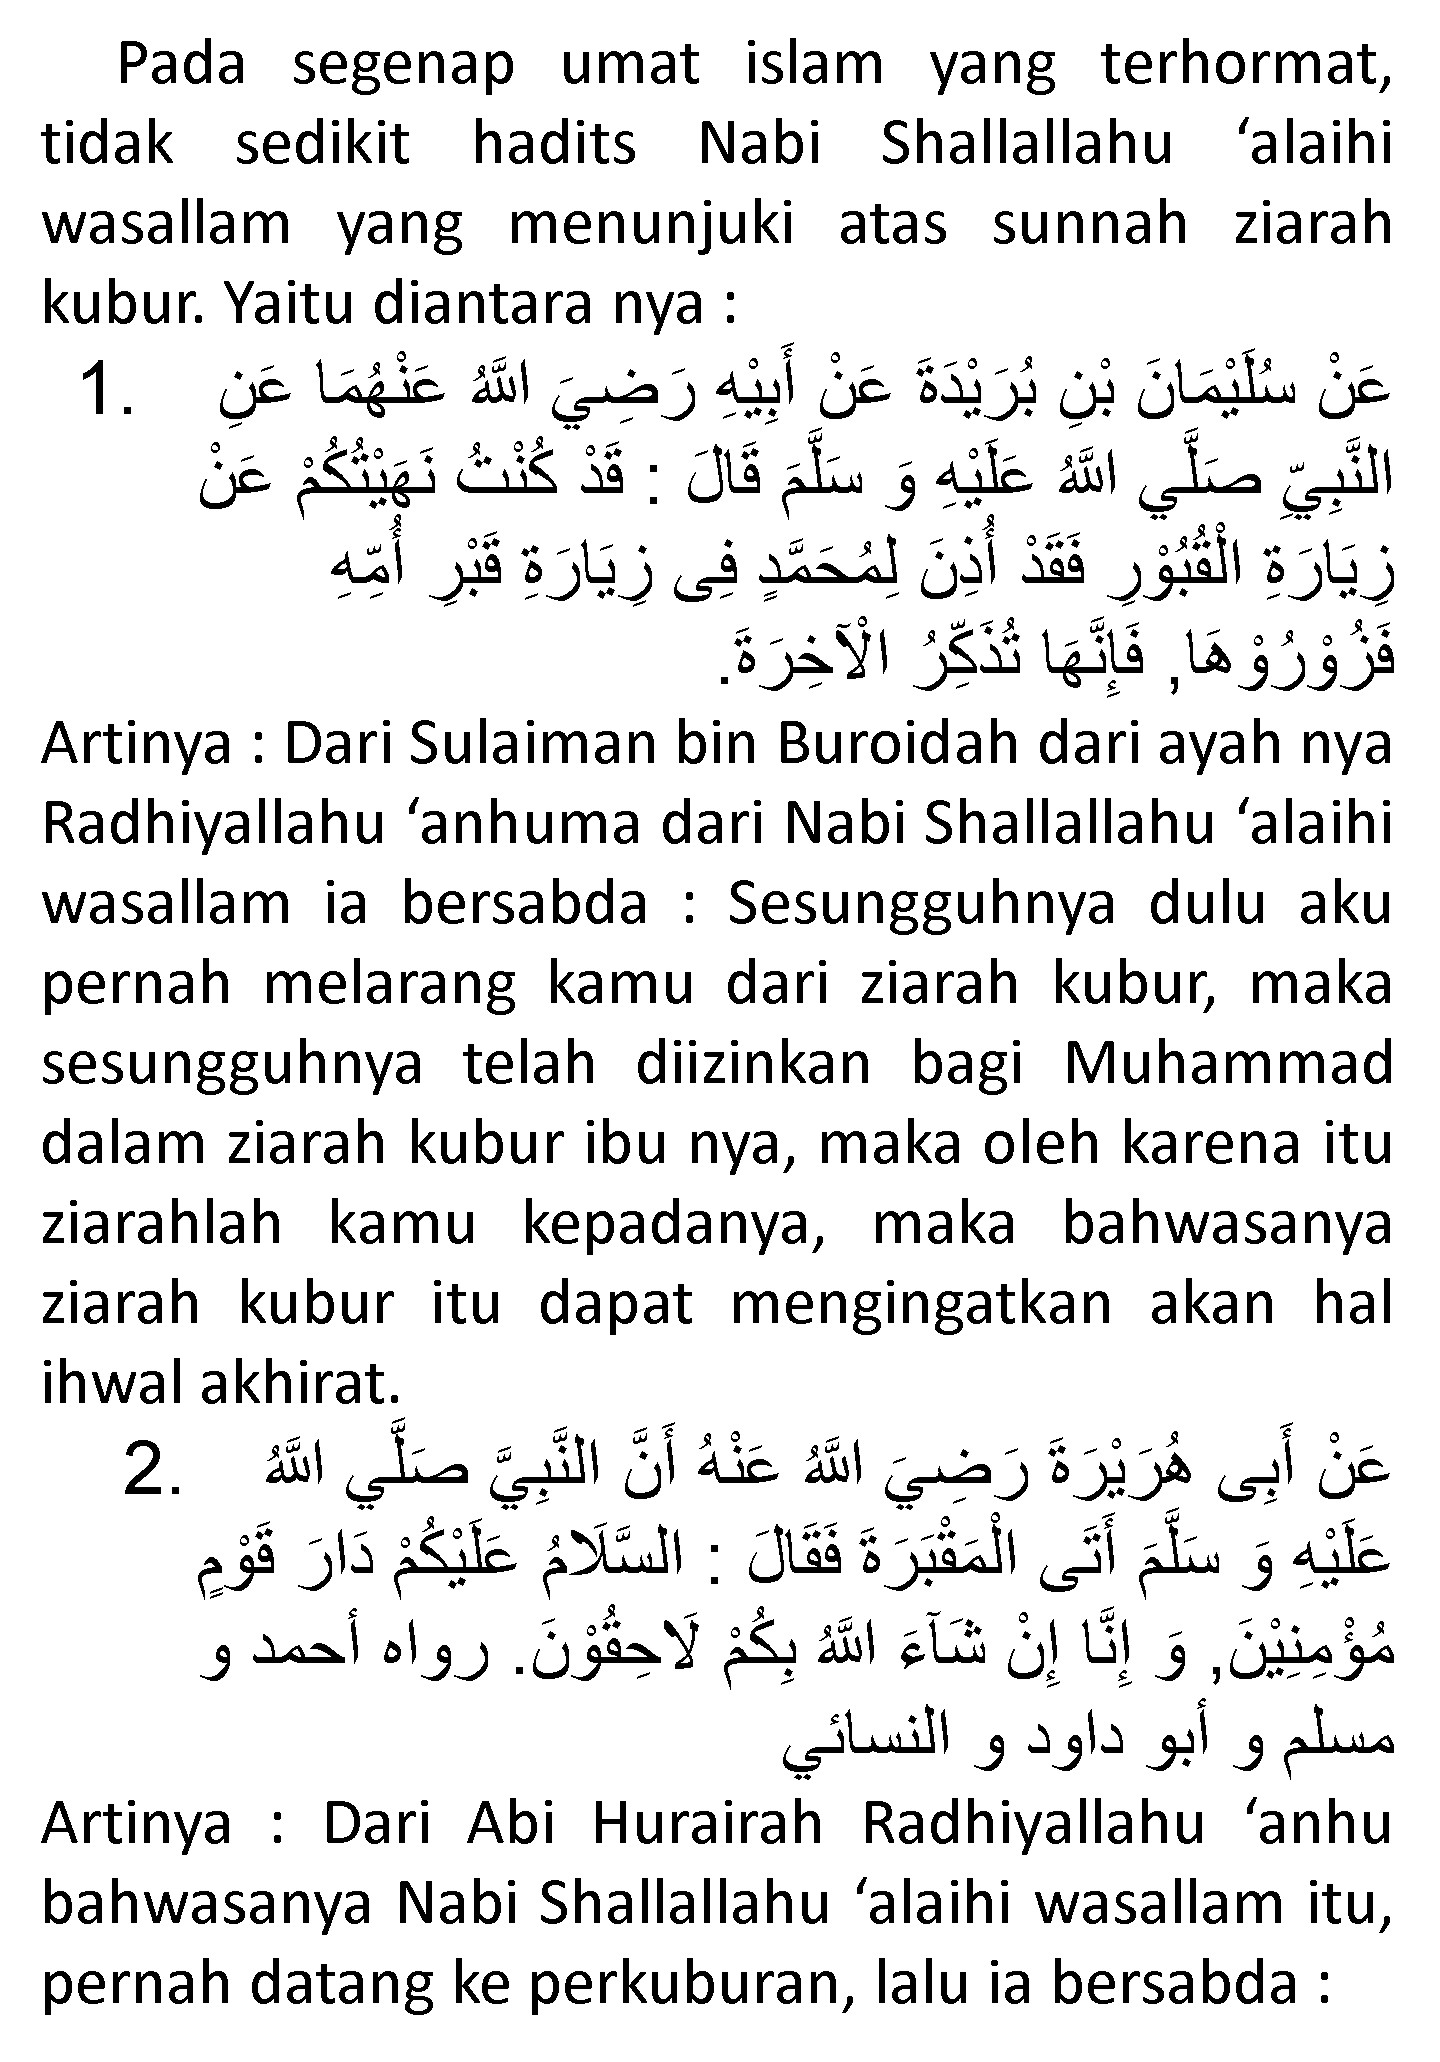 Pada segenap umat islam yang terhormat,
tidak sedikit hadits Nabi Shallallahu ‘alaihi
wasallam yang menunjuki atas sunnah ziarah
kubur. Yaitu diantara nya :
1. عَنْ سُلَيْمَانَ بْنِ بُرَيْدَةَ عَنْ أَبِيْهِ رَضِيَ اللهُ عَنْهُمَا عَنِ
النَّبِيِّ صَلَّي اللهُ عَلَيْهِ وَ سَلَّمَ قَالَ : قَدْ كُنْتُ نَهَيْتُكُمْ عَنْ
زِيَارَةِ الْقُبُوْرِ فَقَدْ أُذِنَ لِمُحَمَّدٍ فِى زِيَارَةِ قَبْرِ أُمِّهِ
فَزُوْرُوْهَا, فَإِنَّهَا تُذَكِّرُ الْآخِرَةَ.
Artinya : Dari Sulaiman bin Buroidah dari ayah nya
Radhiyallahu ‘anhuma dari Nabi Shallallahu ‘alaihi
wasallam ia bersabda : Sesungguhnya dulu aku
pernah melarang kamu dari ziarah kubur, maka
sesungguhnya telah diizinkan bagi Muhammad
dalam ziarah kubur ibu nya, maka oleh karena itu
ziarahlah kamu kepadanya, maka bahwasanya
ziarah kubur itu dapat mengingatkan akan hal
ihwal akhirat.
2. عَنْ أَبِى هُرَيْرَةَ رَضِيَ اللهُ عَنْهُ أَنَّ النَّبِيَّ صَلَّي اللهُ
عَلَيْهِ وَ سَلَّمَ أَتَى الْمَقْبَرَةَ فَقَالَ : السَّلَامُ عَلَيْكُمْ دَارَ قَوْمٍ
مُؤْمِنِيْنَ, وَ إِنَّا إِنْ شَآءَ اللهُ بِكُمْ لَاحِقُوْنَ. رواه أحمد و
مسلم و أبو داود و النسائي
Artinya : Dari Abi Hurairah Radhiyallahu ‘anhu
bahwasanya Nabi Shallallahu ‘alaihi wasallam itu,
pernah datang ke perkuburan, lalu ia bersabda :